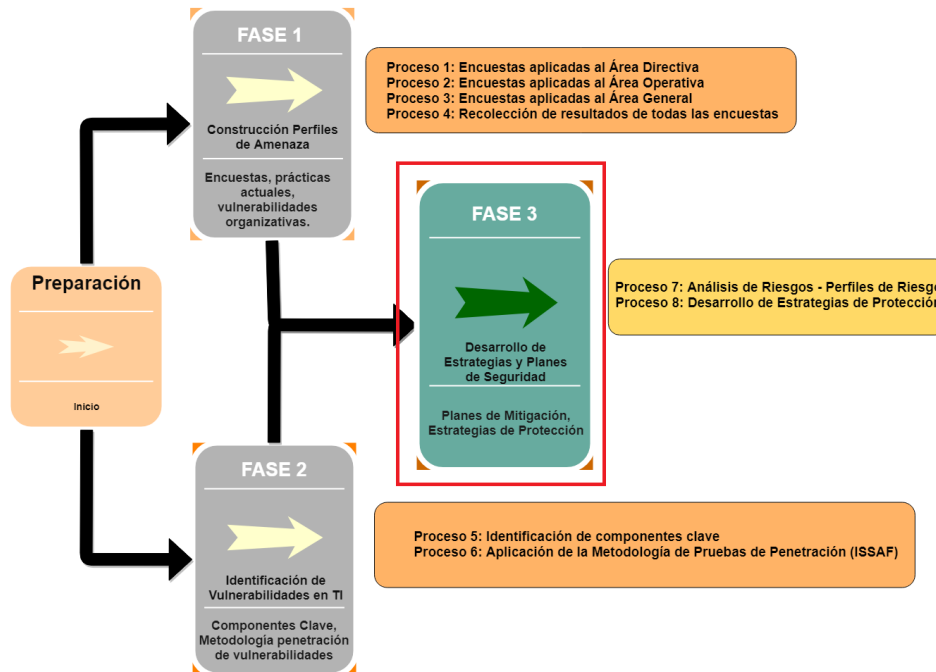 FASE 1
Construcción Perfiles
de Amenaza
Encuestas, prácticas
actuales,
vulnerabilidades
organizativas.
Proceso 1: Encuestas aplicadas al Área Directiva
Proceso 2: Encuestas aplicadas al Área Operativa
Proceso 3: Encuestas aplicadas al Área General
Proceso 4: Recolección de resultados de todas las encuestas
Preparación
Inicio
FASE 3
Desarrollo de
Estrategias y Planes
de Seguridad
Planes de Mitigación,
Estrategias de Protección
Proceso 7: Análisis de Riesgos - Perfiles de Riesgo
Proceso 8: Desarrollo de Estrategias de Protección
FASE 2
Identificación de
Vulnerabilidades en TI
Componentes Clave,
Metodología penetración
de vulnerabilidades
Proceso 5: Identificación de componentes clave
Proceso 6: Aplicación de la Metodología de Pruebas de Penetración (ISSAF)